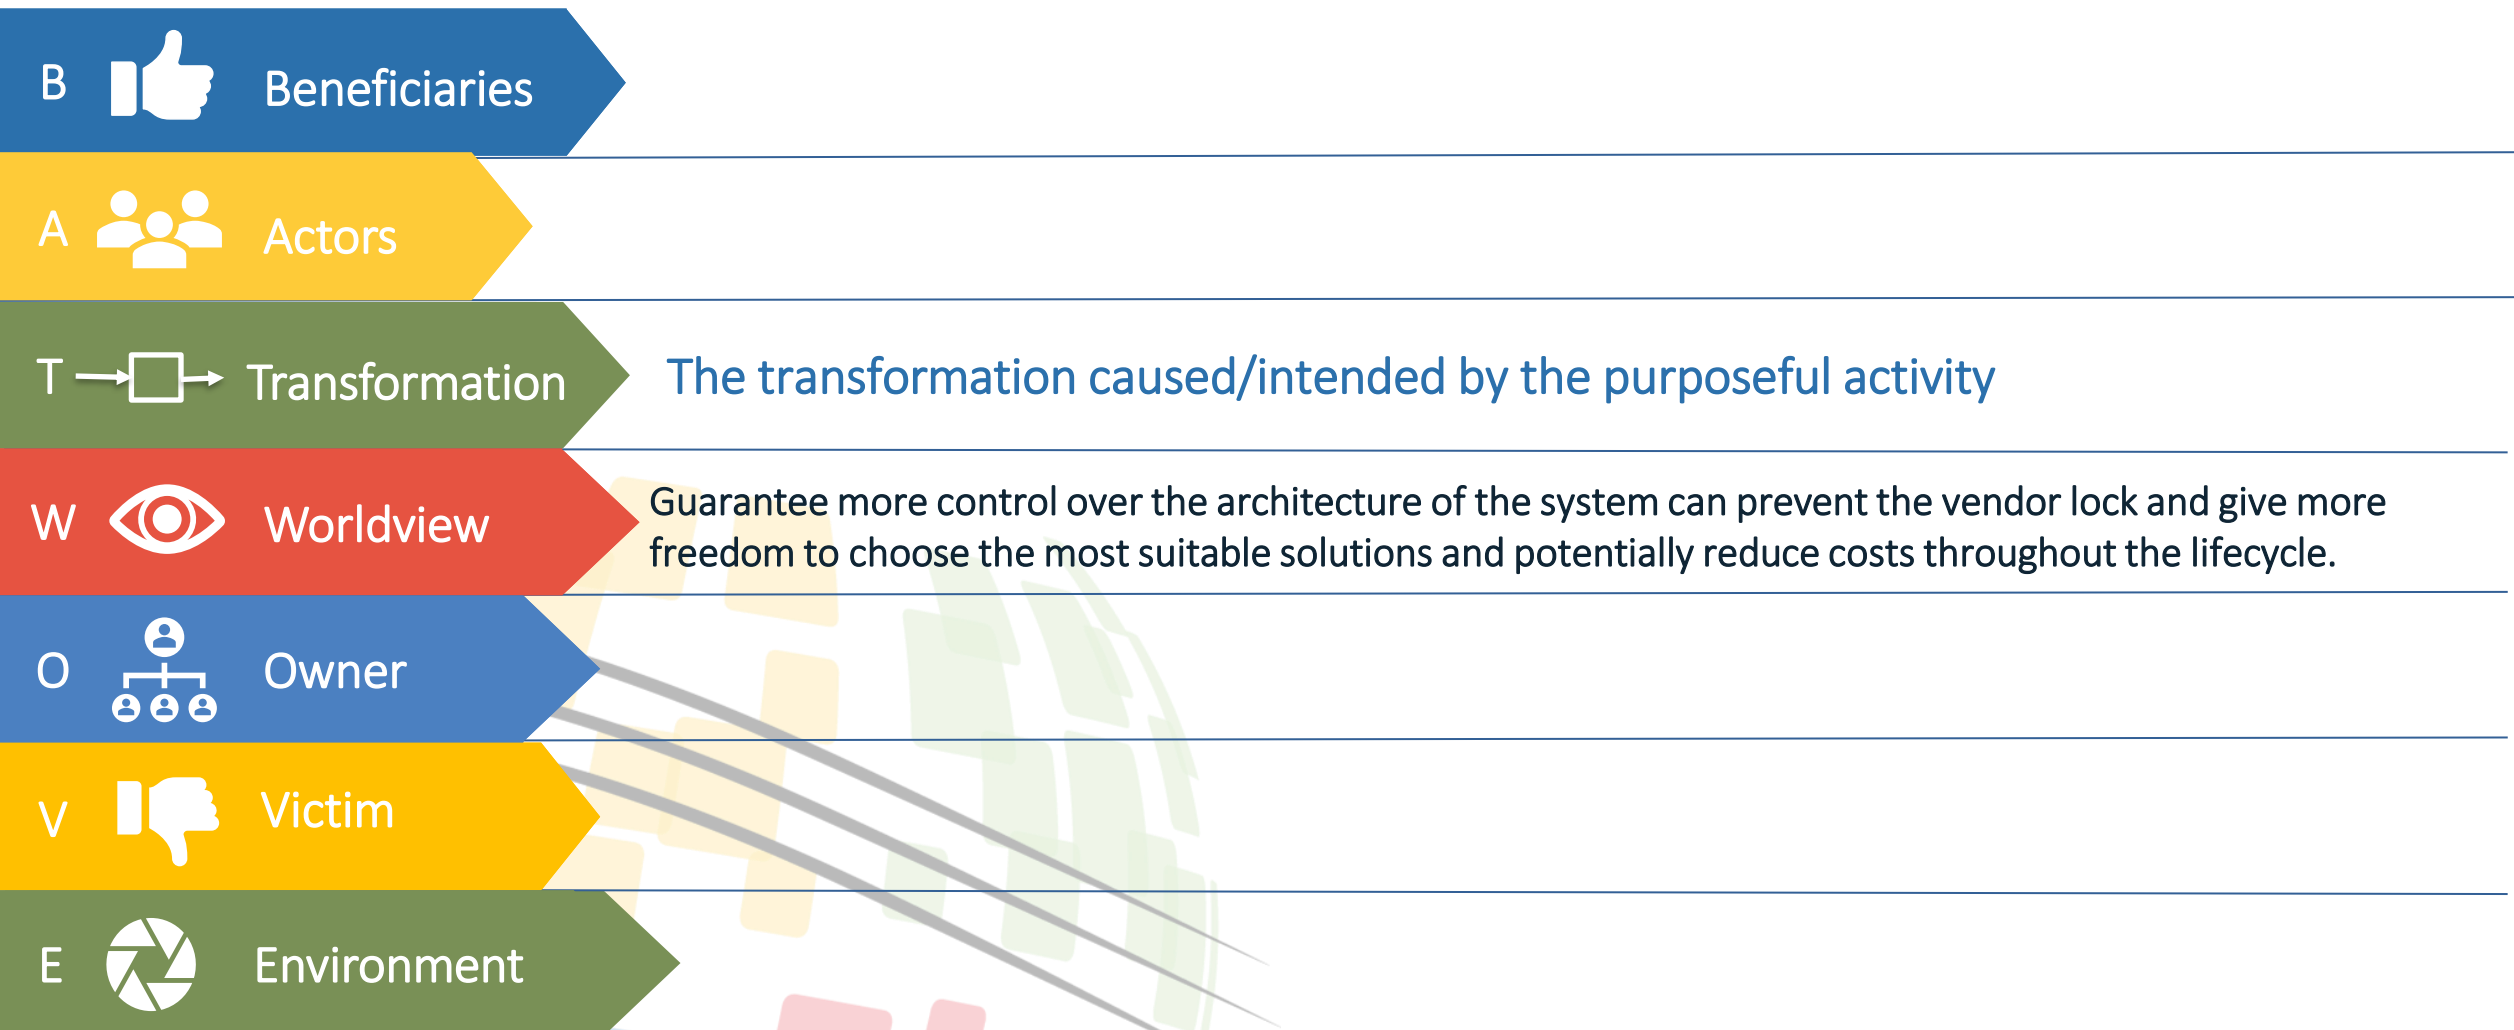 B Beneficiaries
A Actors
T Transformation The transformation caused/intended by the purposeful activity
W Worldview Guarantee more control over the architecture of the system can prevent the vendor lock and give more
freedom to choose the most suitable solutions and potentially reduce costs throughout the lifecycle.
O Owner
V Victim
E Environment